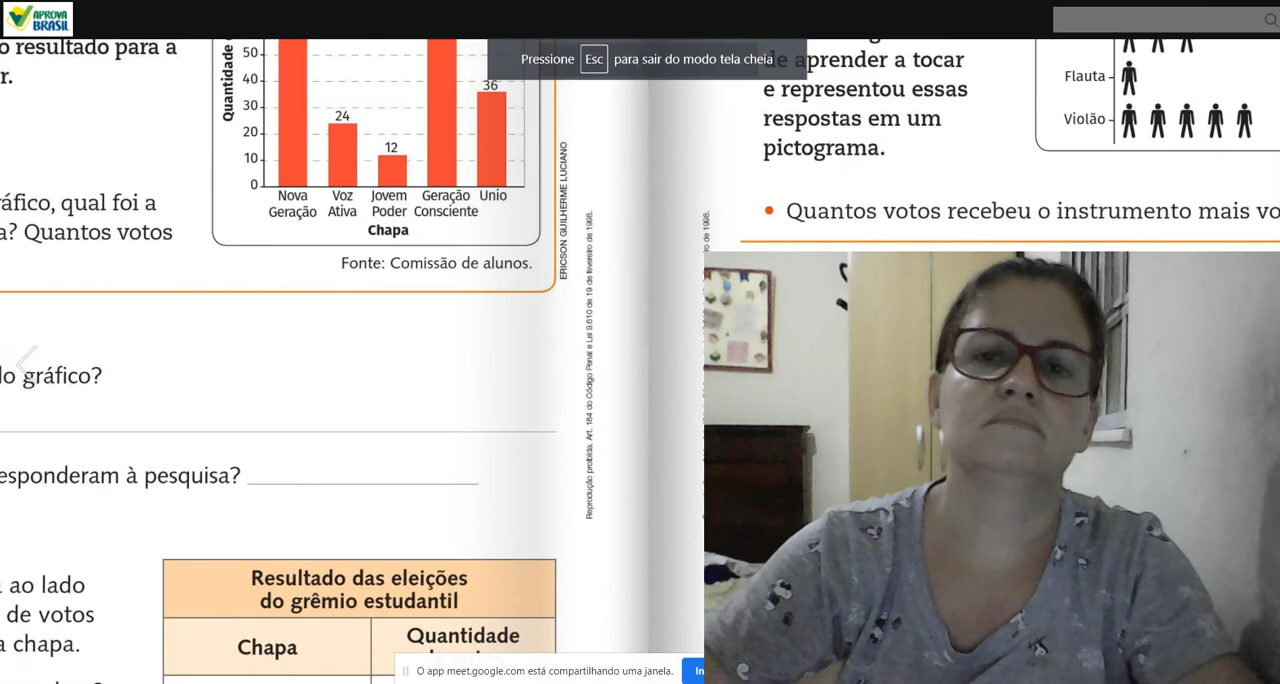 APROVA
BRASIL
Pressione Esc para sair do modo tela cheia
o resultado para a
r.
áfico, qual foi a
a? Quantos votos
50
40
30
20
10
0
24
12
36
Nova Geração
Voz Ativa
Jovem Poder
Geração Consciente
Unio
Chapa
Fonte: Comissão de alunos.
ERICSON GUILHERME LUCIANO
Reprodução proibida. Art. 184 do Código Penal e Lei 9.610 de 19 de fevereiro de 1998.
ro de 1998.
lo gráfico?
esponderam à pesquisa?
ao lado
de votos
a chapa.
Resultado das eleições
do grêmio estudantil
Chapa
Quantidade
de aprender a tocar
e representou essas
respostas em um
pictograma.
Flauta
Violão
• Quantos votos recebeu o instrumento mais vo
O app meet.google.com está compartilhando uma janela.
In